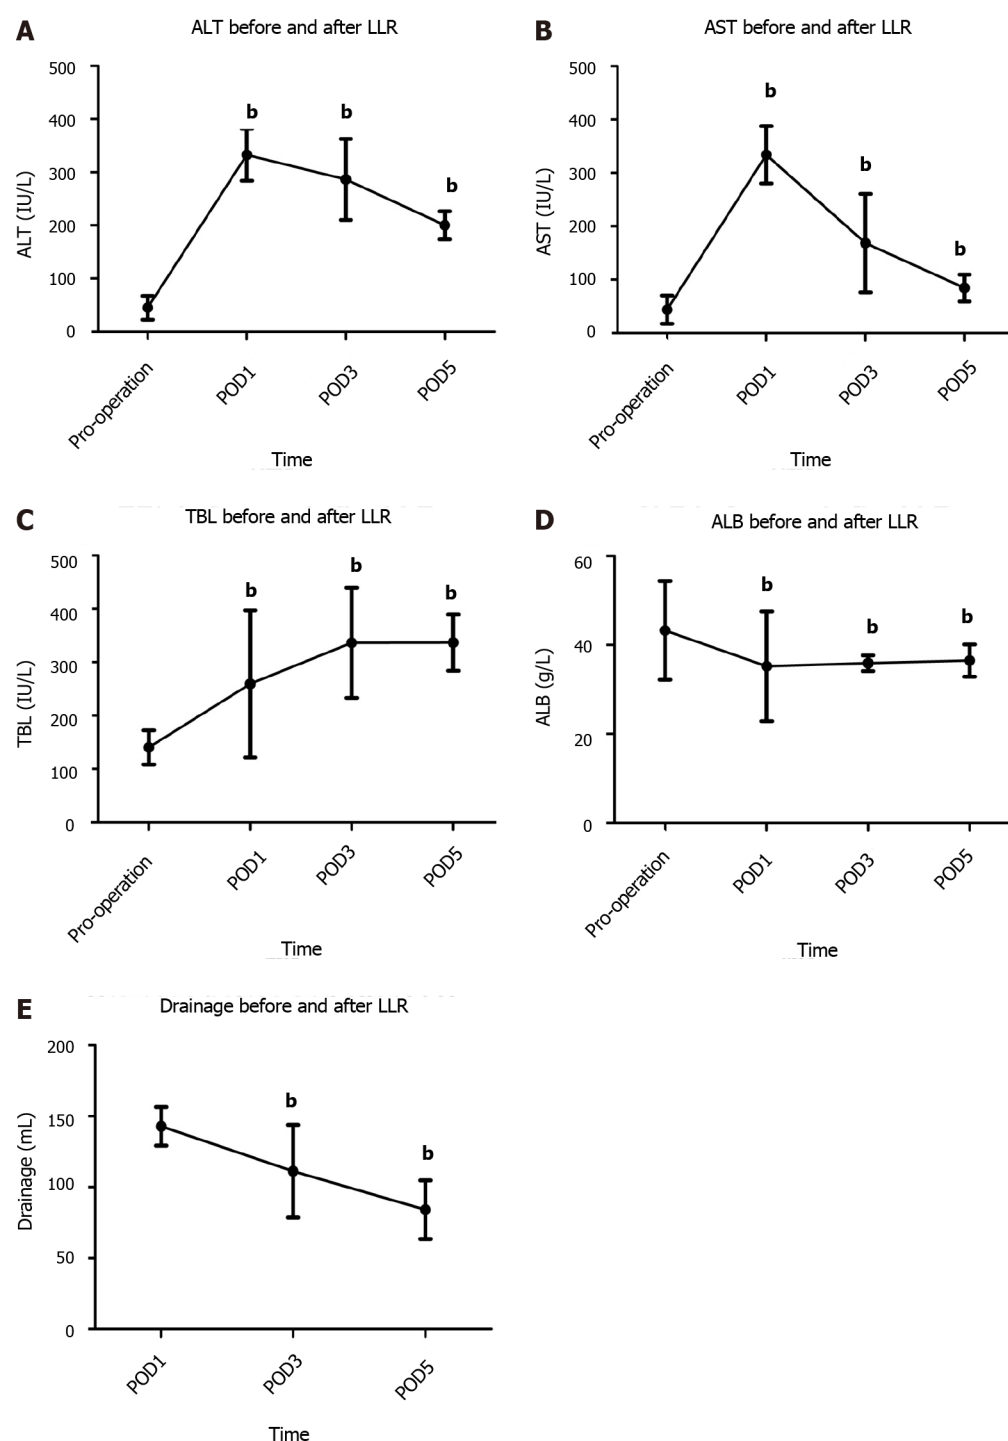 A
ALT before and after LLR
500
400
300
200
100
0
ALT (IU/L)
b
b
b
Pro-operation
POD1
POD3
POD5
Time
B
AST before and after LLR
500
400
300
200
100
0
AST (IU/L)
b
b
b
Pro-operation
POD1
POD3
POD5
Time
C
TBL before and after LLR
500
400
300
200
100
0
TBL (IU/L)
b
b
b
Pro-operation
POD1
POD3
POD5
Time
D
ALB before and after LLR
60
40
20
0
ALB (g/L)
b
b
b
Pro-operation
POD1
POD3
POD5
Time
E
Drainage before and after LLR
200
150
100
50
0
Drainage (mL)
b
b
POD1
POD3
POD5
Time